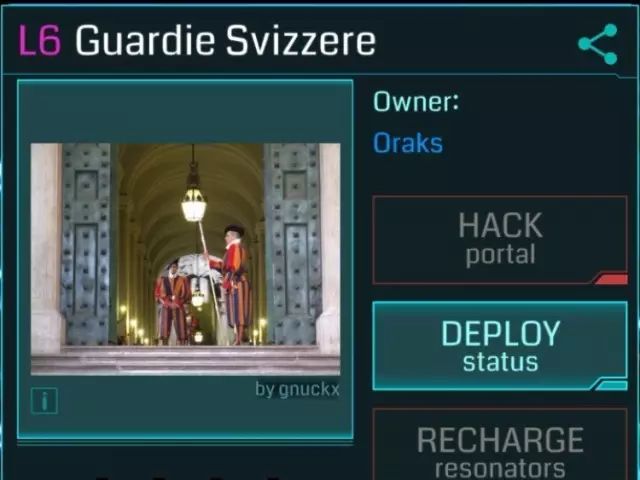 L6 Guardie Svizzere
Owner:
Oraks
HACK
portal
DEPLOY
status
by gnuckx
i
RECHARGE
resonators